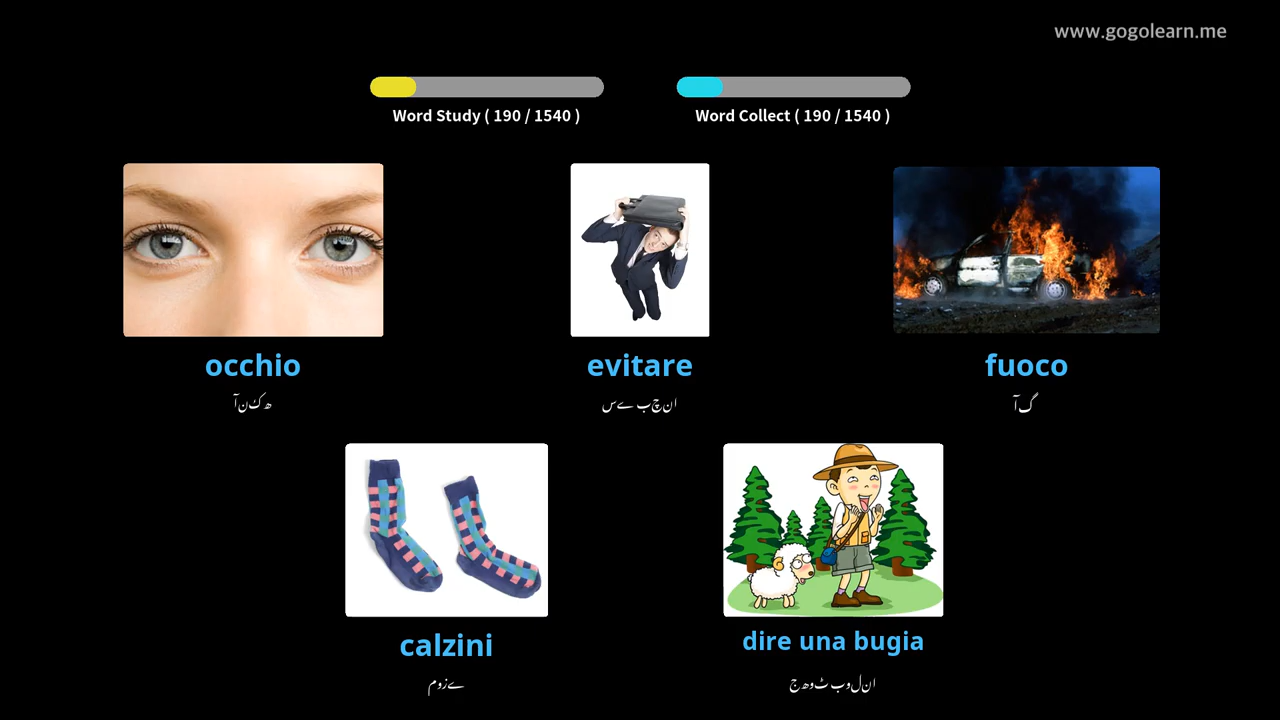 www.gogolearn.me
Word Study ( 190 / 1540 )
Word Collect ( 190 / 1540 )
occhio
evitare
fuoco
آنکھ
سے بچنا
آگ
calzini
dire una bugia
موزے
جھوٹ بولنا